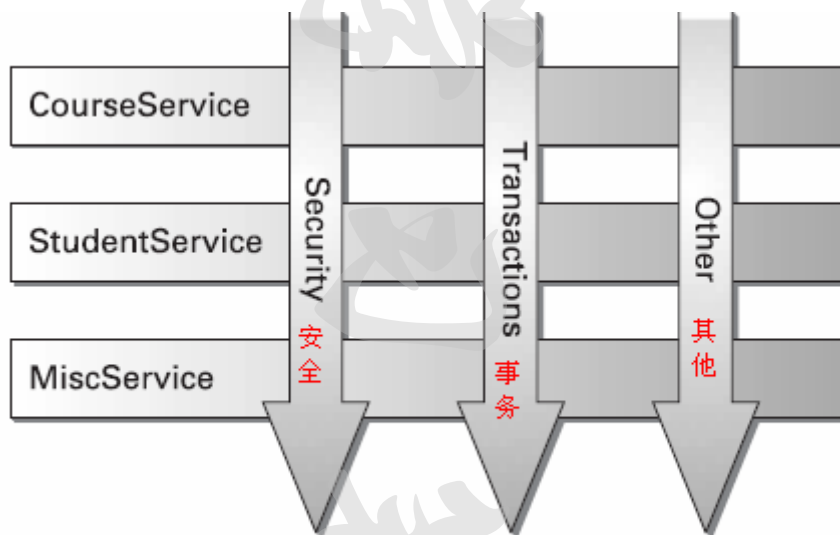 CourseService
StudentService
MiscService
Security 安全
Transactions 事务
Other 其他